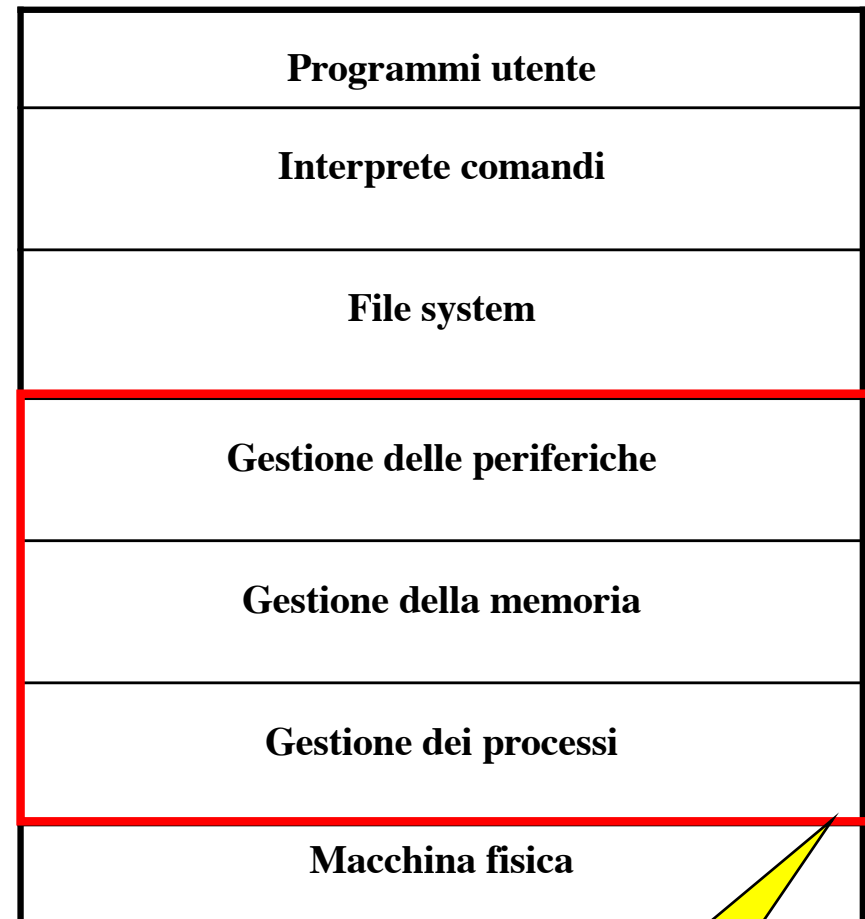 Programmi utente
Interprete comandi
File system
Gestione delle periferiche
Gestione della memoria
Gestione dei processi
Macchina fisica